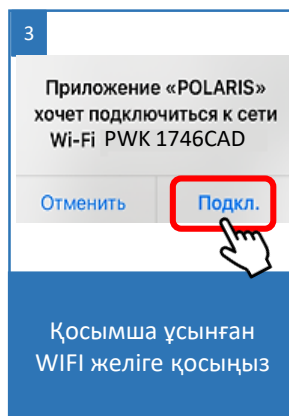 3
Приложение «POLARIS»
хочет подключиться к сети
Wi-Fi PWK 1746CAD
Отменить
Подкл.
Қосымша ұсынған
WIFI желіге қосыңыз